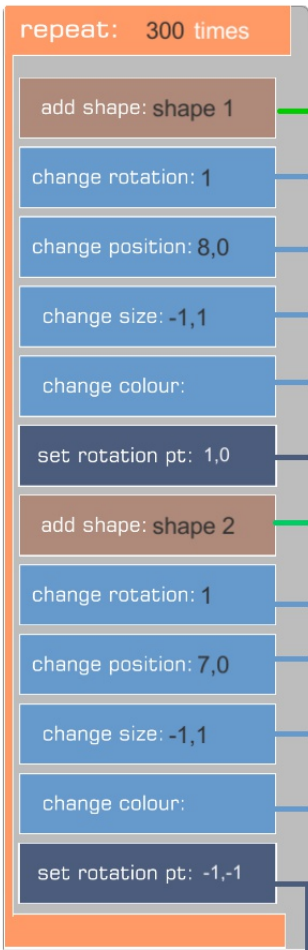 repeat: 300 times
add shape: shape 1
change rotation: 1
change position: 8,0
change size: -1,1
change colour:
set rotation pt: 1,0
add shape: shape 2
change rotation: 1
change position: 7,0
change size: -1,1
change colour:
set rotation pt: -1,-1